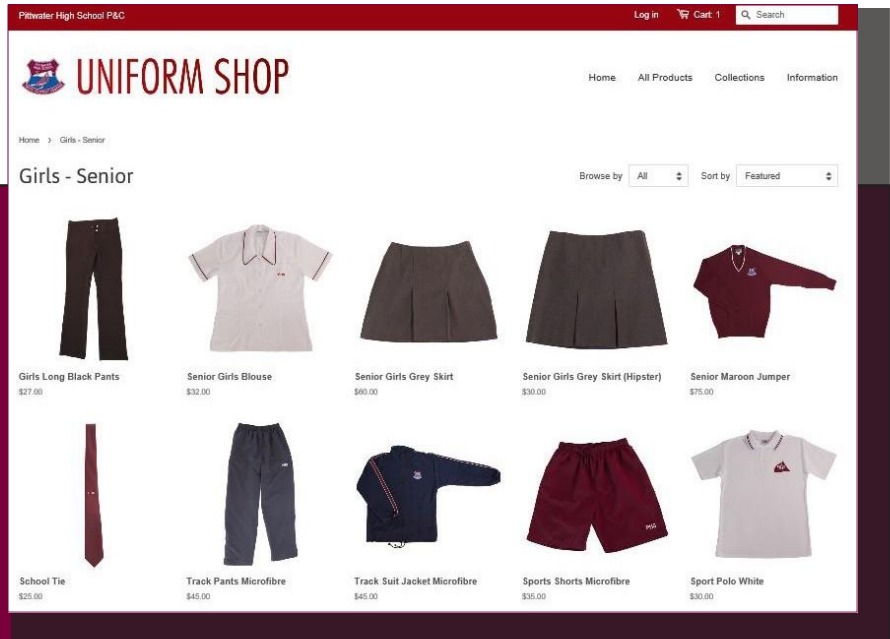 Pittwater High School P&C
Log in Cart: 1 Search
UNIFORM SHOP
Home All Products Collections Information
Home › Girls - Senior
Girls - Senior
Browse by All Sort by Featured
Girls Long Black Pants Senior Girls Blouse Senior Girls Grey Skirt Senior Girls Grey Skirt (Hipster) Senior Maroon Jumper
$27.00 $32.00 $60.00 $30.00 $75.00
School Tie Track Pants Microfibre Track Suit Jacket Microfibre Sports Shorts Microfibre Sport Polo White
$25.00 $45.00 $45.00 $35.00 $30.00